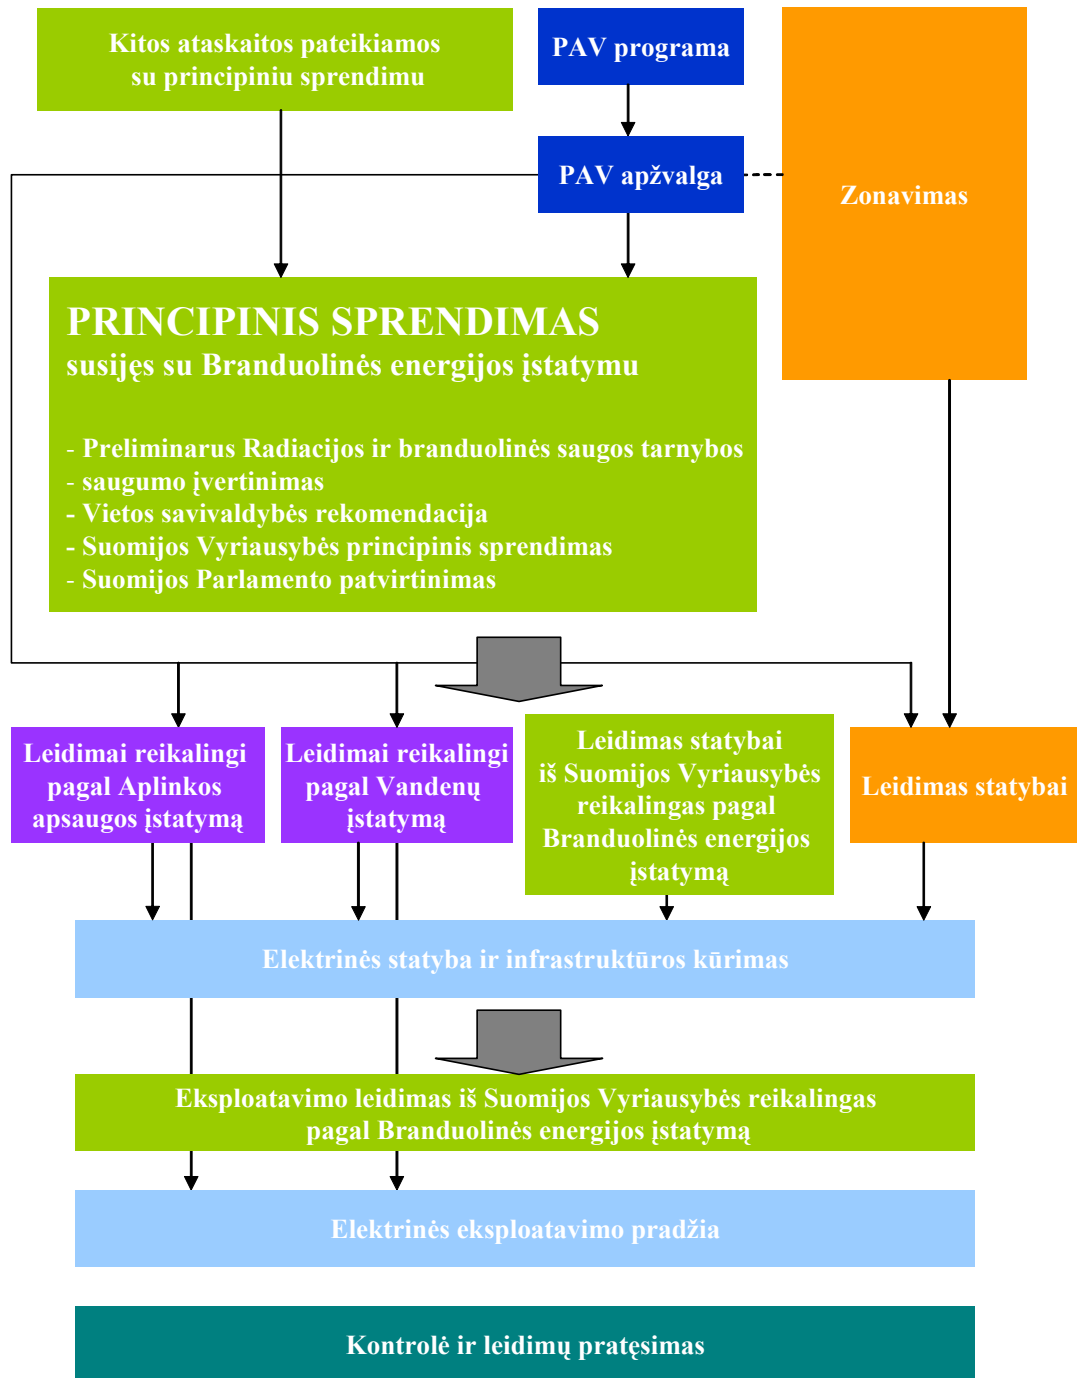 Kitos ataskaitos pateikiamos
su principiniu sprendimu
PAV programa
PAV apžvalga
Zonavimas
PRINCIPINIS SPRENDIMAS
susijęs su Branduolinės energijos įstatymu
- Preliminarus Radiacijos ir branduolinės saugos tarnybos
- saugumo įvertinimas
- Vietos savivaldybės rekomendacija
- Suomijos Vyriausybės principinis sprendimas
- Suomijos Parlamento patvirtinimas
Leidimai reikalingi
pagal Aplinkos
apsaugos įstatymą
Leidimai reikalingi
pagal Vandenų
įstatymą
Leidimas statybai
iš Suomijos Vyriausybės
reikalingas pagal
Branduolinės energijos
įstatymą
Leidimas statybai
Elektrinės statyba ir infrastruktūros kūrimas
Eksploatavimo leidimas iš Suomijos Vyriausybės reikalingas
pagal Branduolinės energijos įstatymą
Elektrinės eksploatavimo pradžia
Kontrolė ir leidimų pratęsimas